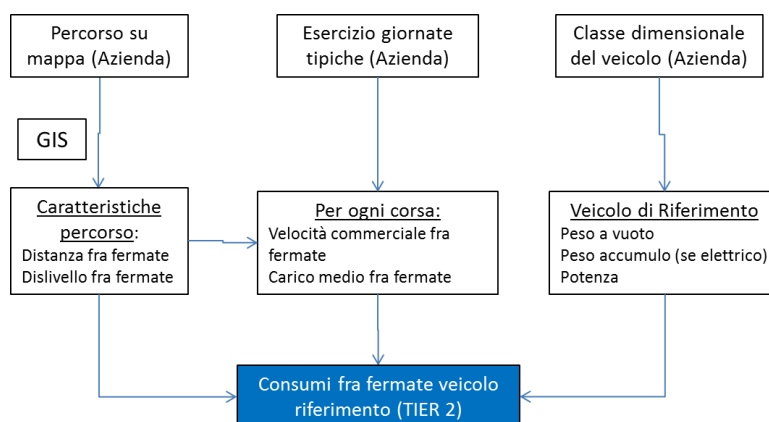 Percorso su
mappa (Azienda)
Esercizio giornate
tipiche (Azienda)
Classe dimensionale
del veicolo (Azienda)
GIS
Caratteristiche
percorso:
Distanza fra fermate
Dislivello fra fermate
Per ogni corsa:
Velocità commerciale fra
fermate
Carico medio fra fermate
Veicolo di Riferimento
Peso a vuoto
Peso accumulo (se elettrico)
Potenza
Consumi fra fermate veicolo
riferimento (TIER 2)